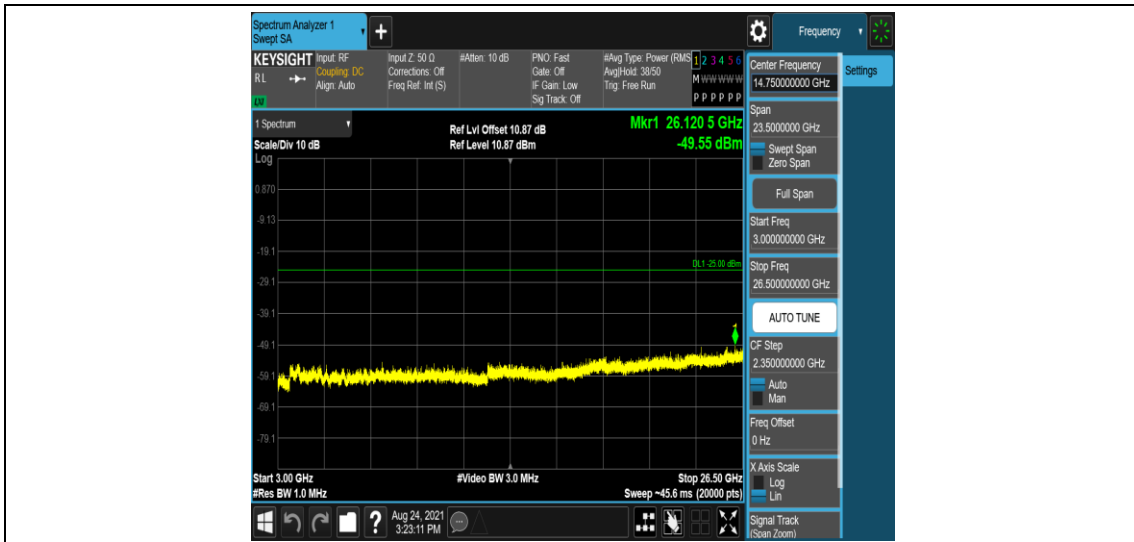 Spectrum Analyzer 1
Swept SA
Frequency
KEYSIGHT
RL
LXI
Input: RF
Coupling: DC
Align: Auto
Input Z: 50 Ω
Corrections: Off
Freq Ref: Int (S)
#Atten: 10 dB
PNO: Fast
Gate: Off
IF Gain: Low
Sig Track: Off
#Avg Type: Power (RMS
Avg|Hold: 38/50
Trig: Free Run
1 2 3 4 5 6
M W W W W W
P P P P P P
1 Spectrum
Scale/Div 10 dB
Log
Ref Lvl Offset 10.87 dB
Ref Level 10.87 dBm
Mkr1 26.120 5 GHz
-49.55 dBm
0.870
-9.13
-19.1
DL1 -25.00 dBm
-29.1
-39.1
-49.1
-59.1
-69.1
-79.1
1
Start 3.00 GHz
#Res BW 1.0 MHz
#Video BW 3.0 MHz
Stop 26.50 GHz
Sweep ~45.6 ms (20000 pts)
Aug 24, 2021
3:23:11 PM
Center Frequency
14.750000000 GHz
Settings
Span
23.5000000 GHz
Swept Span
Zero Span
Full Span
Start Freq
3.000000000 GHz
Stop Freq
26.500000000 GHz
AUTO TUNE
CF Step
2.350000000 GHz
Auto
Man
Freq Offset
0 Hz
X Axis Scale
Log
Lin
Signal Track
(Span Zoom)